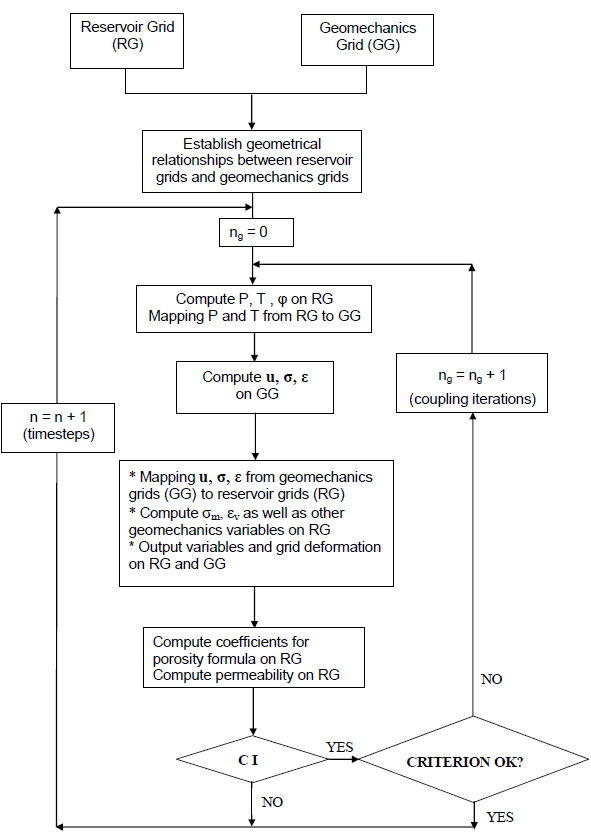 Reservoir Grid
(RG)
Geomechanics
Grid (GG)
Establish geometrical
relationships between reservoir
grids and geomechanics grids
ng = 0
Compute P, T , φ on RG
Mapping P and T from RG to GG
Compute u, σ, ε
on GG
ng = ng + 1
(coupling iterations)
n = n + 1
(timesteps)
* Mapping u, σ, ε from geomechanics
grids (GG) to reservoir grids (RG)
* Compute σm, εv as well as other
geomechanics variables on RG
* Output variables and grid deformation
on RG and GG
Compute coefficients for
porosity formula on RG
Compute permeability on RG
NO
YES
C I
CRITERION OK?
NO
YES